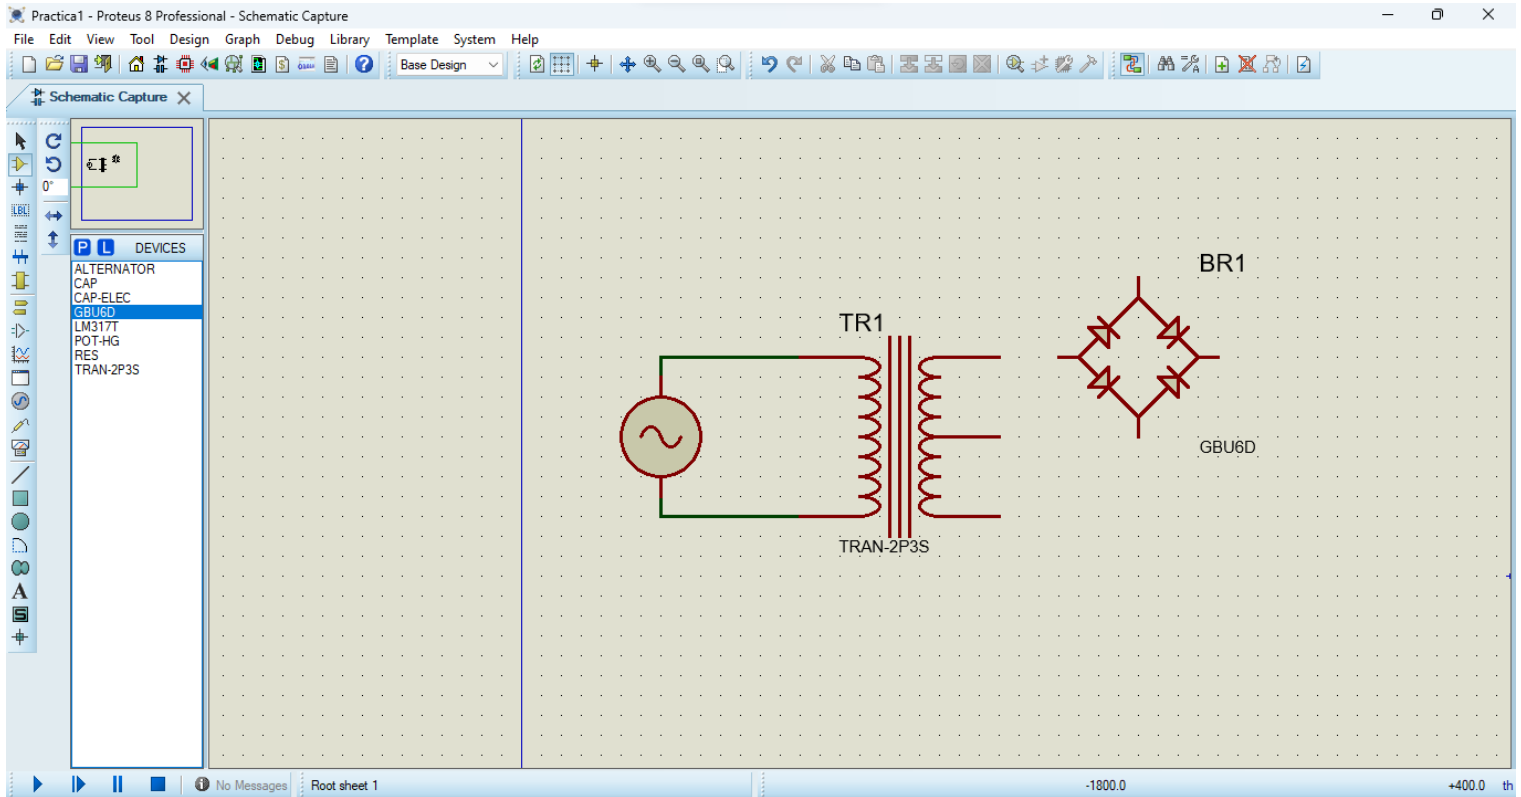 Practica1 - Proteus 8 Professional - Schematic Capture
File Edit View Tool Design Graph Debug Library Template System Help
Base Design
Schematic Capture
0°
LBL
P L DEVICES
ALTERNATOR
CAP
CAP-ELEC
GBU6D
LM317T
POT-HG
RES
TRAN-2P3S
A
S
BR1
TR1
GBU6D
TRAN-2P3S
No Messages
Root sheet 1
-1800.0
+400.0
th